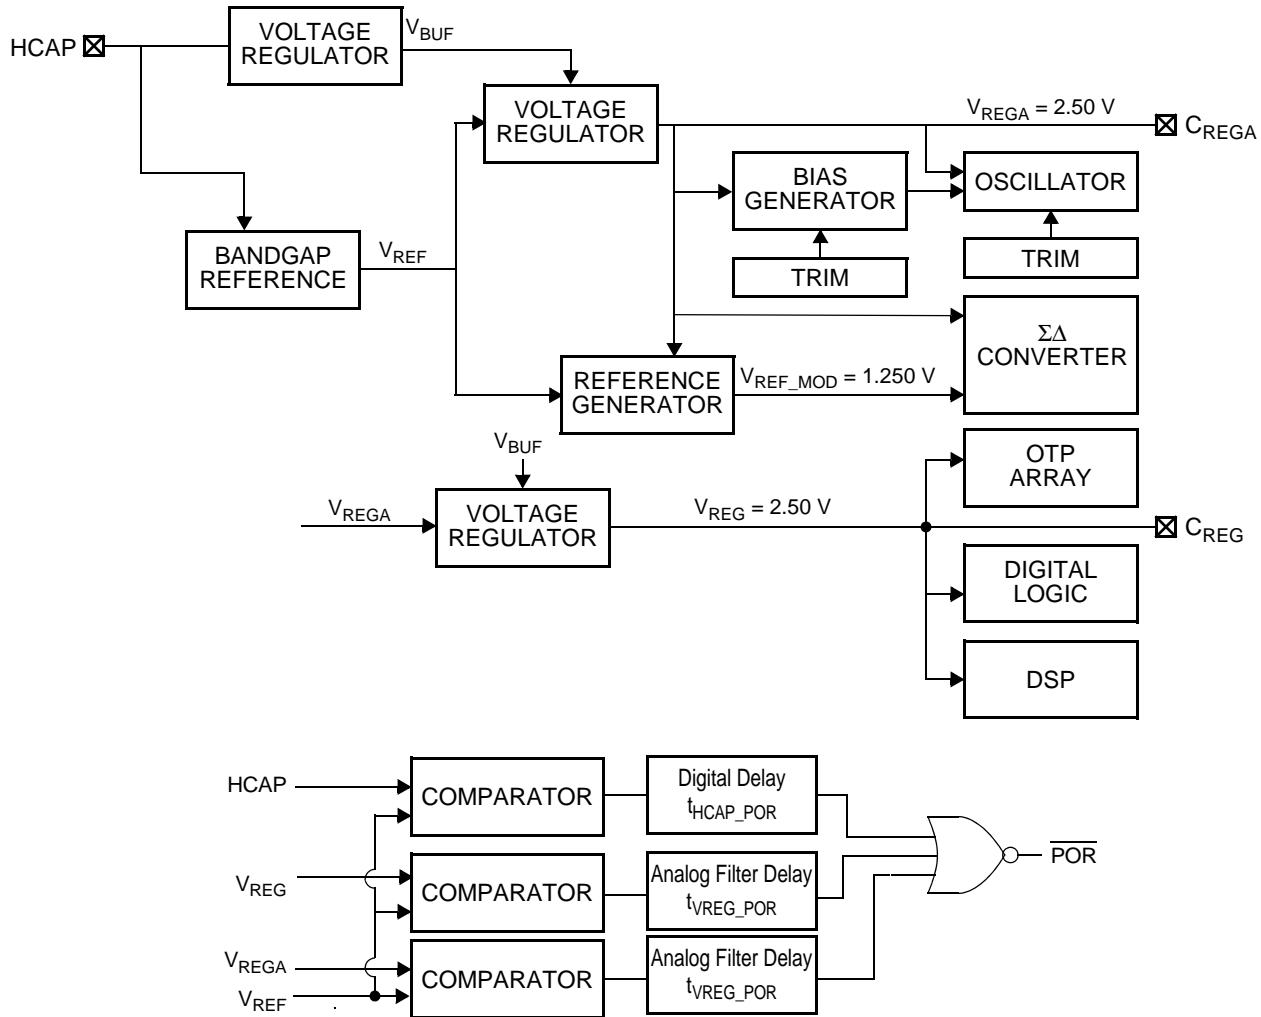 HCAP
VOLTAGE
REGULATOR
VBUF
VOLTAGE
REGULATOR
VREGA = 2.50 V
CREGA
BIAS
GENERATOR
OSCILLATOR
TRIM
TRIM
BANDGAP
REFERENCE
VREF
ΣΔ
CONVERTER
REFERENCE
GENERATOR
VREF_MOD = 1.250 V
VBUF
VREGA
VOLTAGE
REGULATOR
VREG = 2.50 V
OTP
ARRAY
CREG
DIGITAL
LOGIC
DSP
HCAP
COMPARATOR
Digital Delay
tHCAP_POR
VREG
COMPARATOR
Analog Filter Delay
tVREG_POR
POR
VREGA
VREF
COMPARATOR
Analog Filter Delay
tVREG_POR